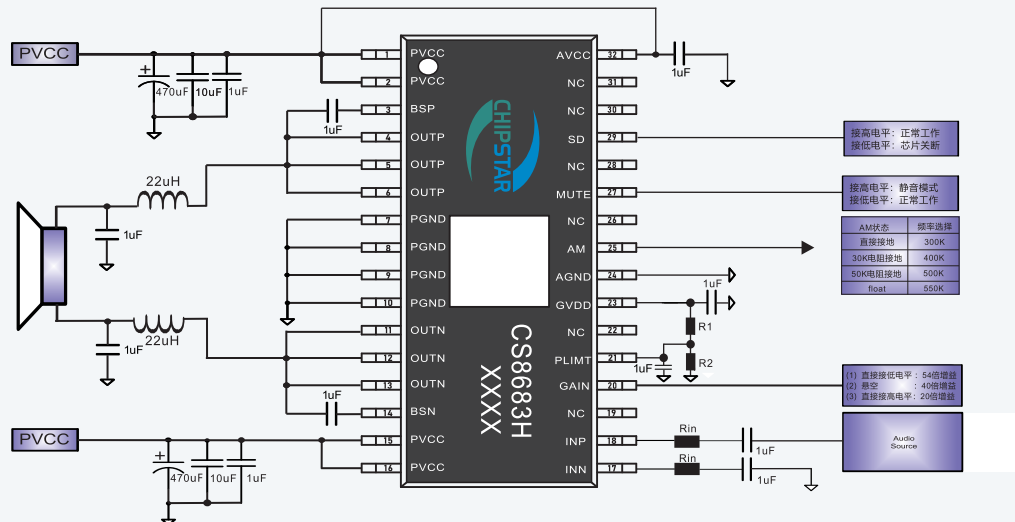 PVCC
470uF
10uF
1uF
1uF
22uH
1uF
1uF
22uH
1uF
PVCC
470uF
10uF
1uF
1 PVCC
2 PVCC
3 BSP
4 OUTP
5 OUTP
6 OUTP
7 PGND
8 PGND
9 PGND
10 PGND
11 OUTN
12 OUTN
13 OUTN
14 BSN
15 PVCC
16 PVCC
CHIPSTAR
CS8683H
XXXX
AVCC 32
NC 31
NC 30
SD 29
NC 28
MUTE 27
NC 26
AM 25
AGND 24
GVDD 23
NC 22
PLIMT 21
GAIN 20
NC 19
INP 18
INN 17
1uF
接高电平：正常工作
接低电平：芯片关断
接高电平：静音模式
接低电平：正常工作
AM状态 频率选择
直接接地 300K
30K电阻接地 400K
50K电阻接地 500K
float 550K
1uF
R1
1uF
R2
(1) 直接接低电平：54倍增益
(2) 悬空 ：40倍增益
(3) 直接接高电平：20倍增益
Rin
1uF
Rin
1uF
Audio
Source